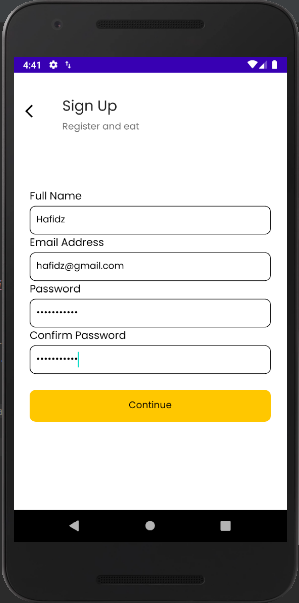 4:41
Sign Up
Register and eat
Full Name
Hafidz
Email Address
hafidz@gmail.com
Password
•••••••••••
Confirm Password
•••••••••••
Continue